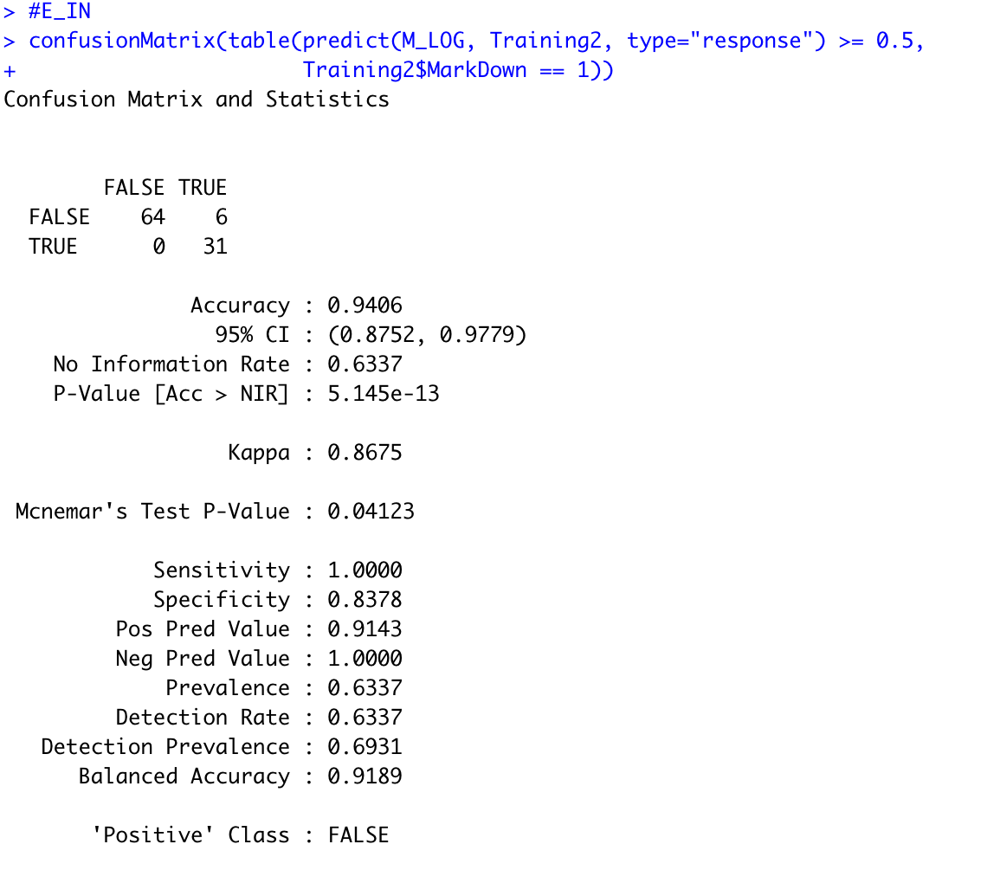 > #E_IN
> confusionMatrix(table(predict(M_LOG, Training2, type="response") >= 0.5,
+                       Training2$MarkDown == 1))
Confusion Matrix and Statistics

        FALSE TRUE
  FALSE    64    6
  TRUE      0   31

               Accuracy : 0.9406
                 95% CI : (0.8752, 0.9779)
    No Information Rate : 0.6337
    P-Value [Acc > NIR] : 5.145e-13

                  Kappa : 0.8675

 Mcnemar's Test P-Value : 0.04123

            Sensitivity : 1.0000
            Specificity : 0.8378
         Pos Pred Value : 0.9143
         Neg Pred Value : 1.0000
             Prevalence : 0.6337
         Detection Rate : 0.6337
   Detection Prevalence : 0.6931
      Balanced Accuracy : 0.9189

       'Positive' Class : FALSE